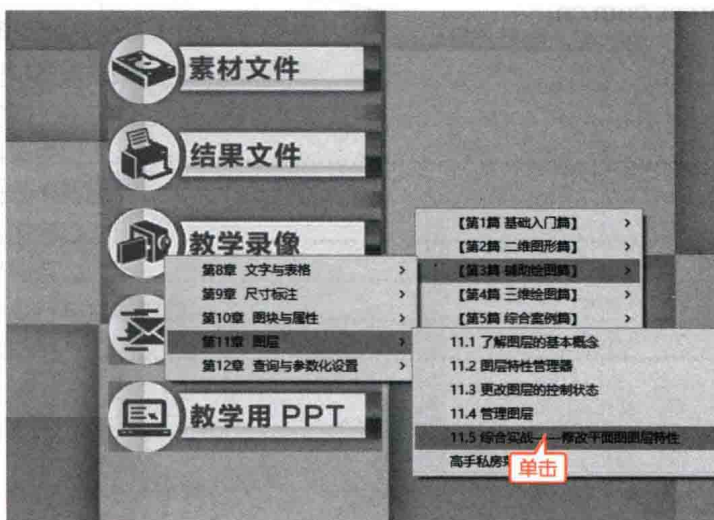 素材文件
结果文件
教学录像
【第1篇 基础入门篇】 >
【第2篇 二维图形篇】 >
【第3篇 辅助绘图篇】 >
【第4篇 三维绘图篇】 >
【第5篇 综合案例篇】 >
第8章 文字与表格 >
第9章 尺寸标注 >
第10章 图块与属性 >
第11章 图层 >
第12章 查询与参数化设置 >
11.1 了解图层的基本概念
11.2 图层特性管理器
11.3 更改图层的控制状态
11.4 管理图层
11.5 综合实战——修改平面图图层特性
高手私房
单击
教学用 PPT